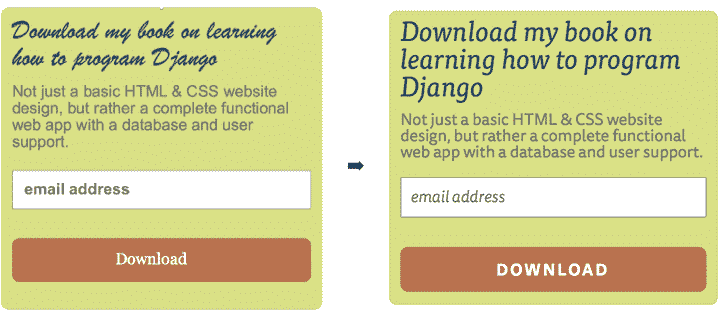 Download my book on learning
how to program Django
Not just a basic HTML & CSS website
design, but rather a complete functional
web app with a database and user
support.
email address
Download
Download my book on
learning how to program
Django
Not just a basic HTML & CSS website
design, but rather a complete functional
web app with a database and user support.
email address
DOWNLOAD